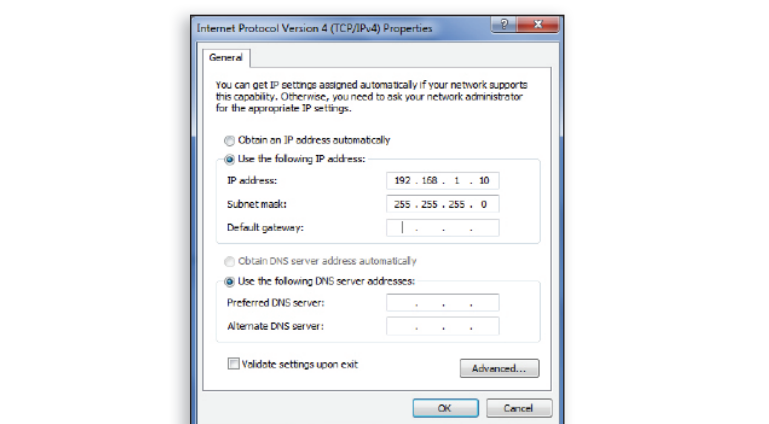 Internet Protocol Version 4 (TCP/IPv4) Properties
General
You can get IP settings assigned automatically if your network supports
this capability. Otherwise, you need to ask your network administrator
for the appropriate IP settings.
Obtain an IP address automatically
Use the following IP address:
IP address: 192 . 168 . 1 . 10
Subnet mask: 255 . 255 . 255 . 0
Default gateway: . . .
Obtain DNS server address automatically
Use the following DNS server addresses:
Preferred DNS server: . . .
Alternate DNS server: . . .
Validate settings upon exit
Advanced...
OK Cancel